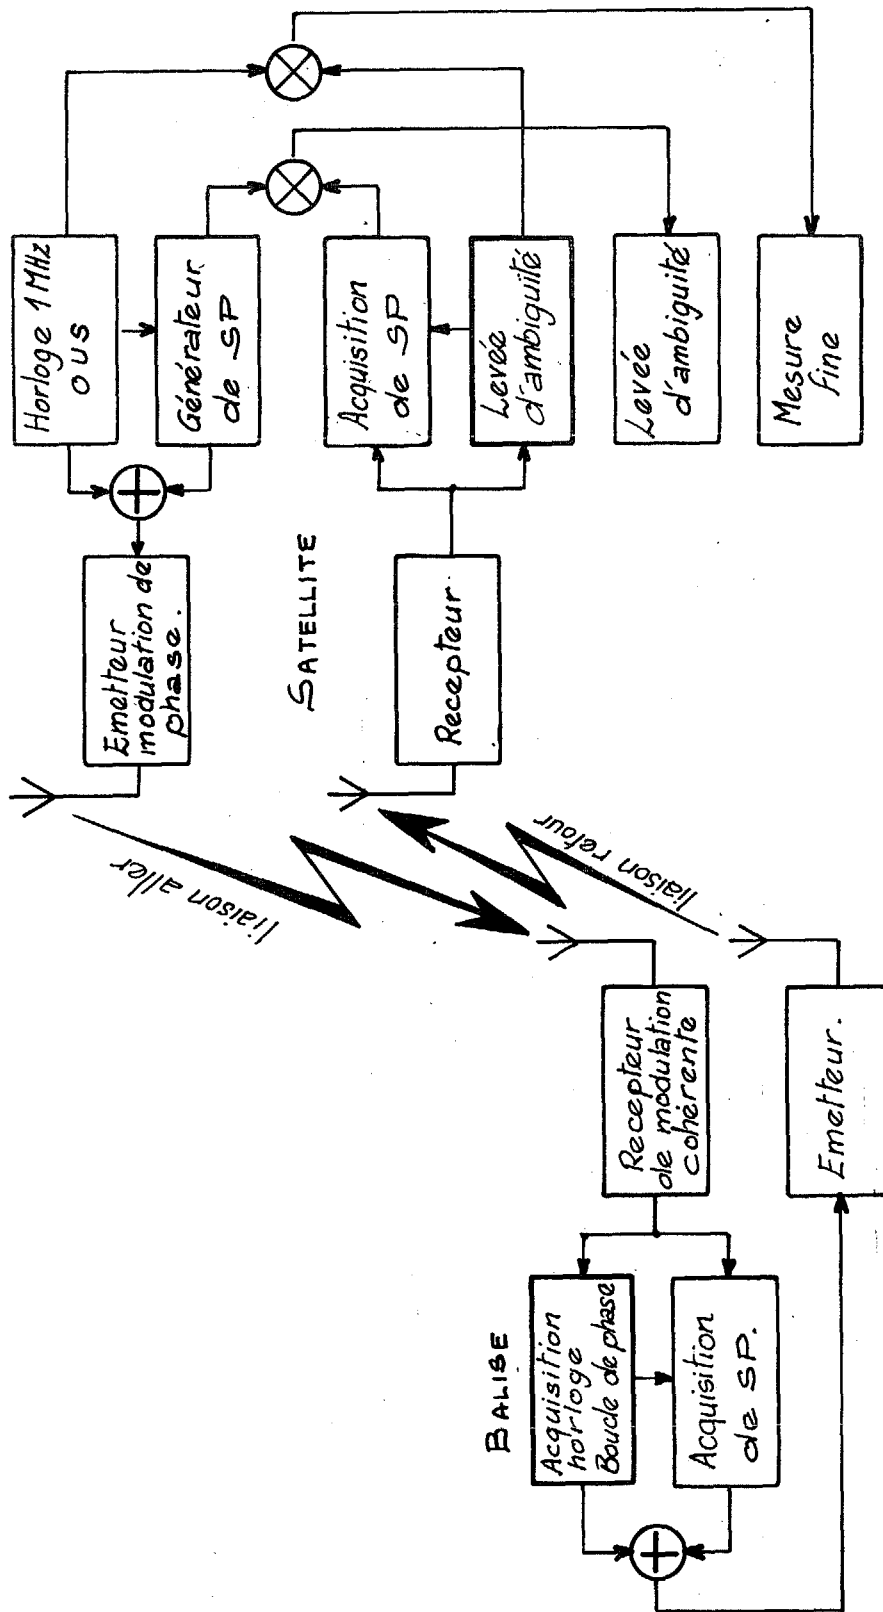 Horloge 1 MHz
OUS
Générateur
de SP
Acquisition
de SP
Levée
d'ambiguité
Levée
d'ambiguité
Mesure
fine
Emetteur
modulation de
phase.
SATELLITE
Recepteur
liaison aller
liaison retour
Recepteur
de modulation
cohérente
Emetteur.
BALISE
Acquisition
horloge
Boucle de phase
Acquisition
de SP.